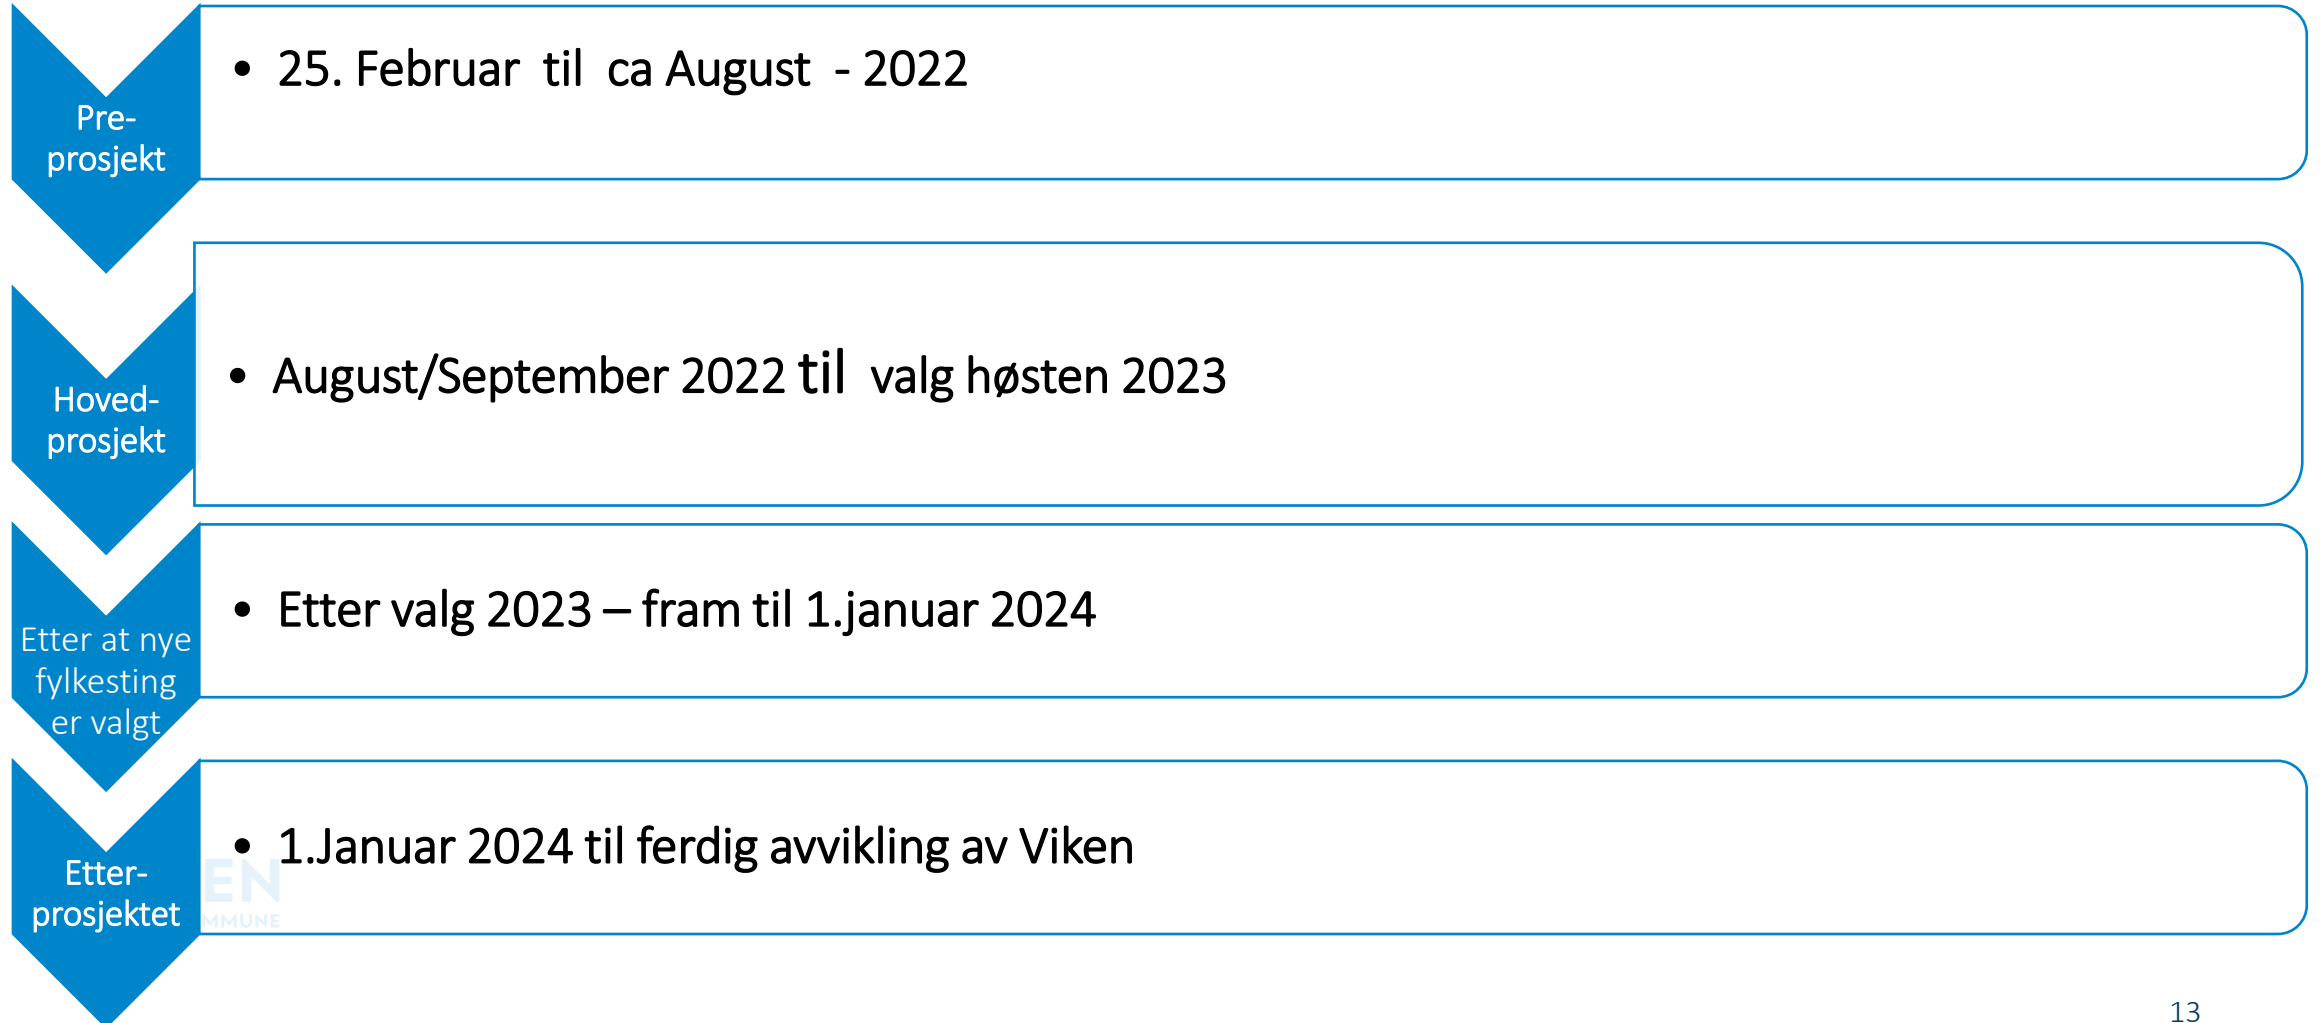 Pre-
prosjekt
• 25. Februar til ca August - 2022
Hoved-
prosjekt
• August/September 2022 til valg høsten 2023
Etter at nye
fylkesting
er valgt
• Etter valg 2023 – fram til 1.januar 2024
Etter-
prosjektet
• 1.Januar 2024 til ferdig avvikling av Viken
EN
MMUNE
13